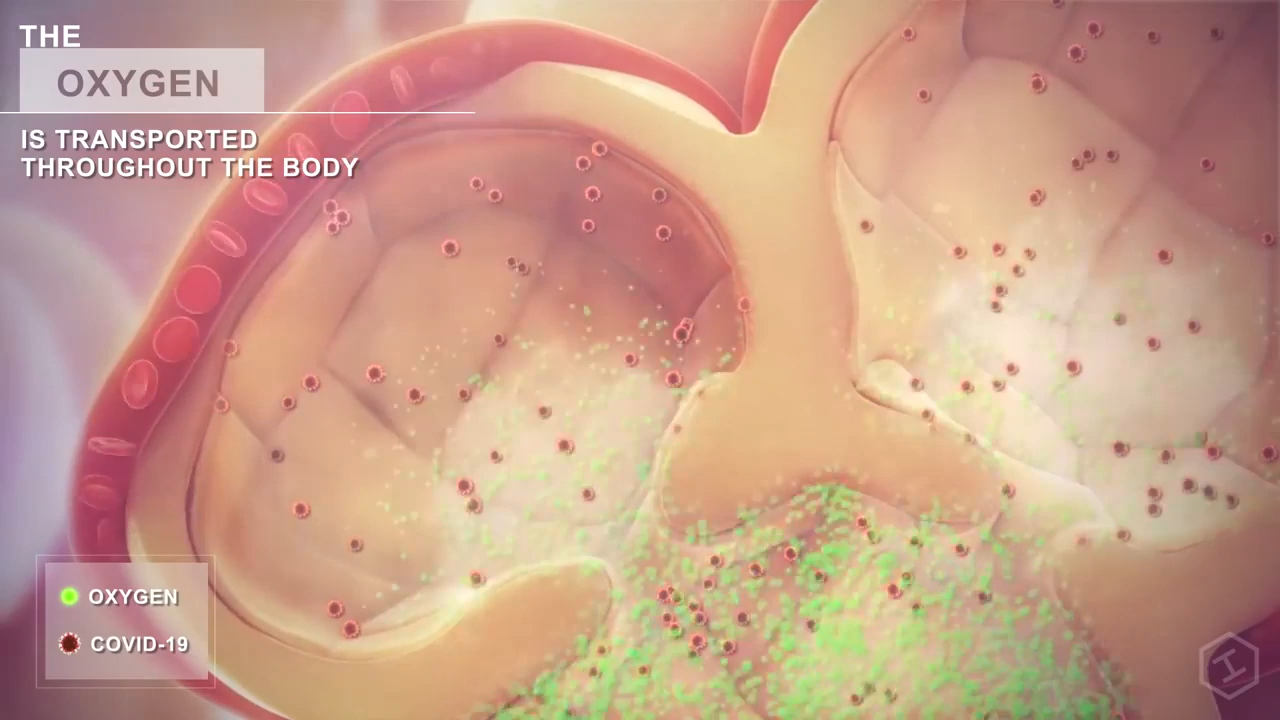 THE
OXYGEN
IS TRANSPORTED
THROUGHOUT THE BODY
OXYGEN
COVID-19